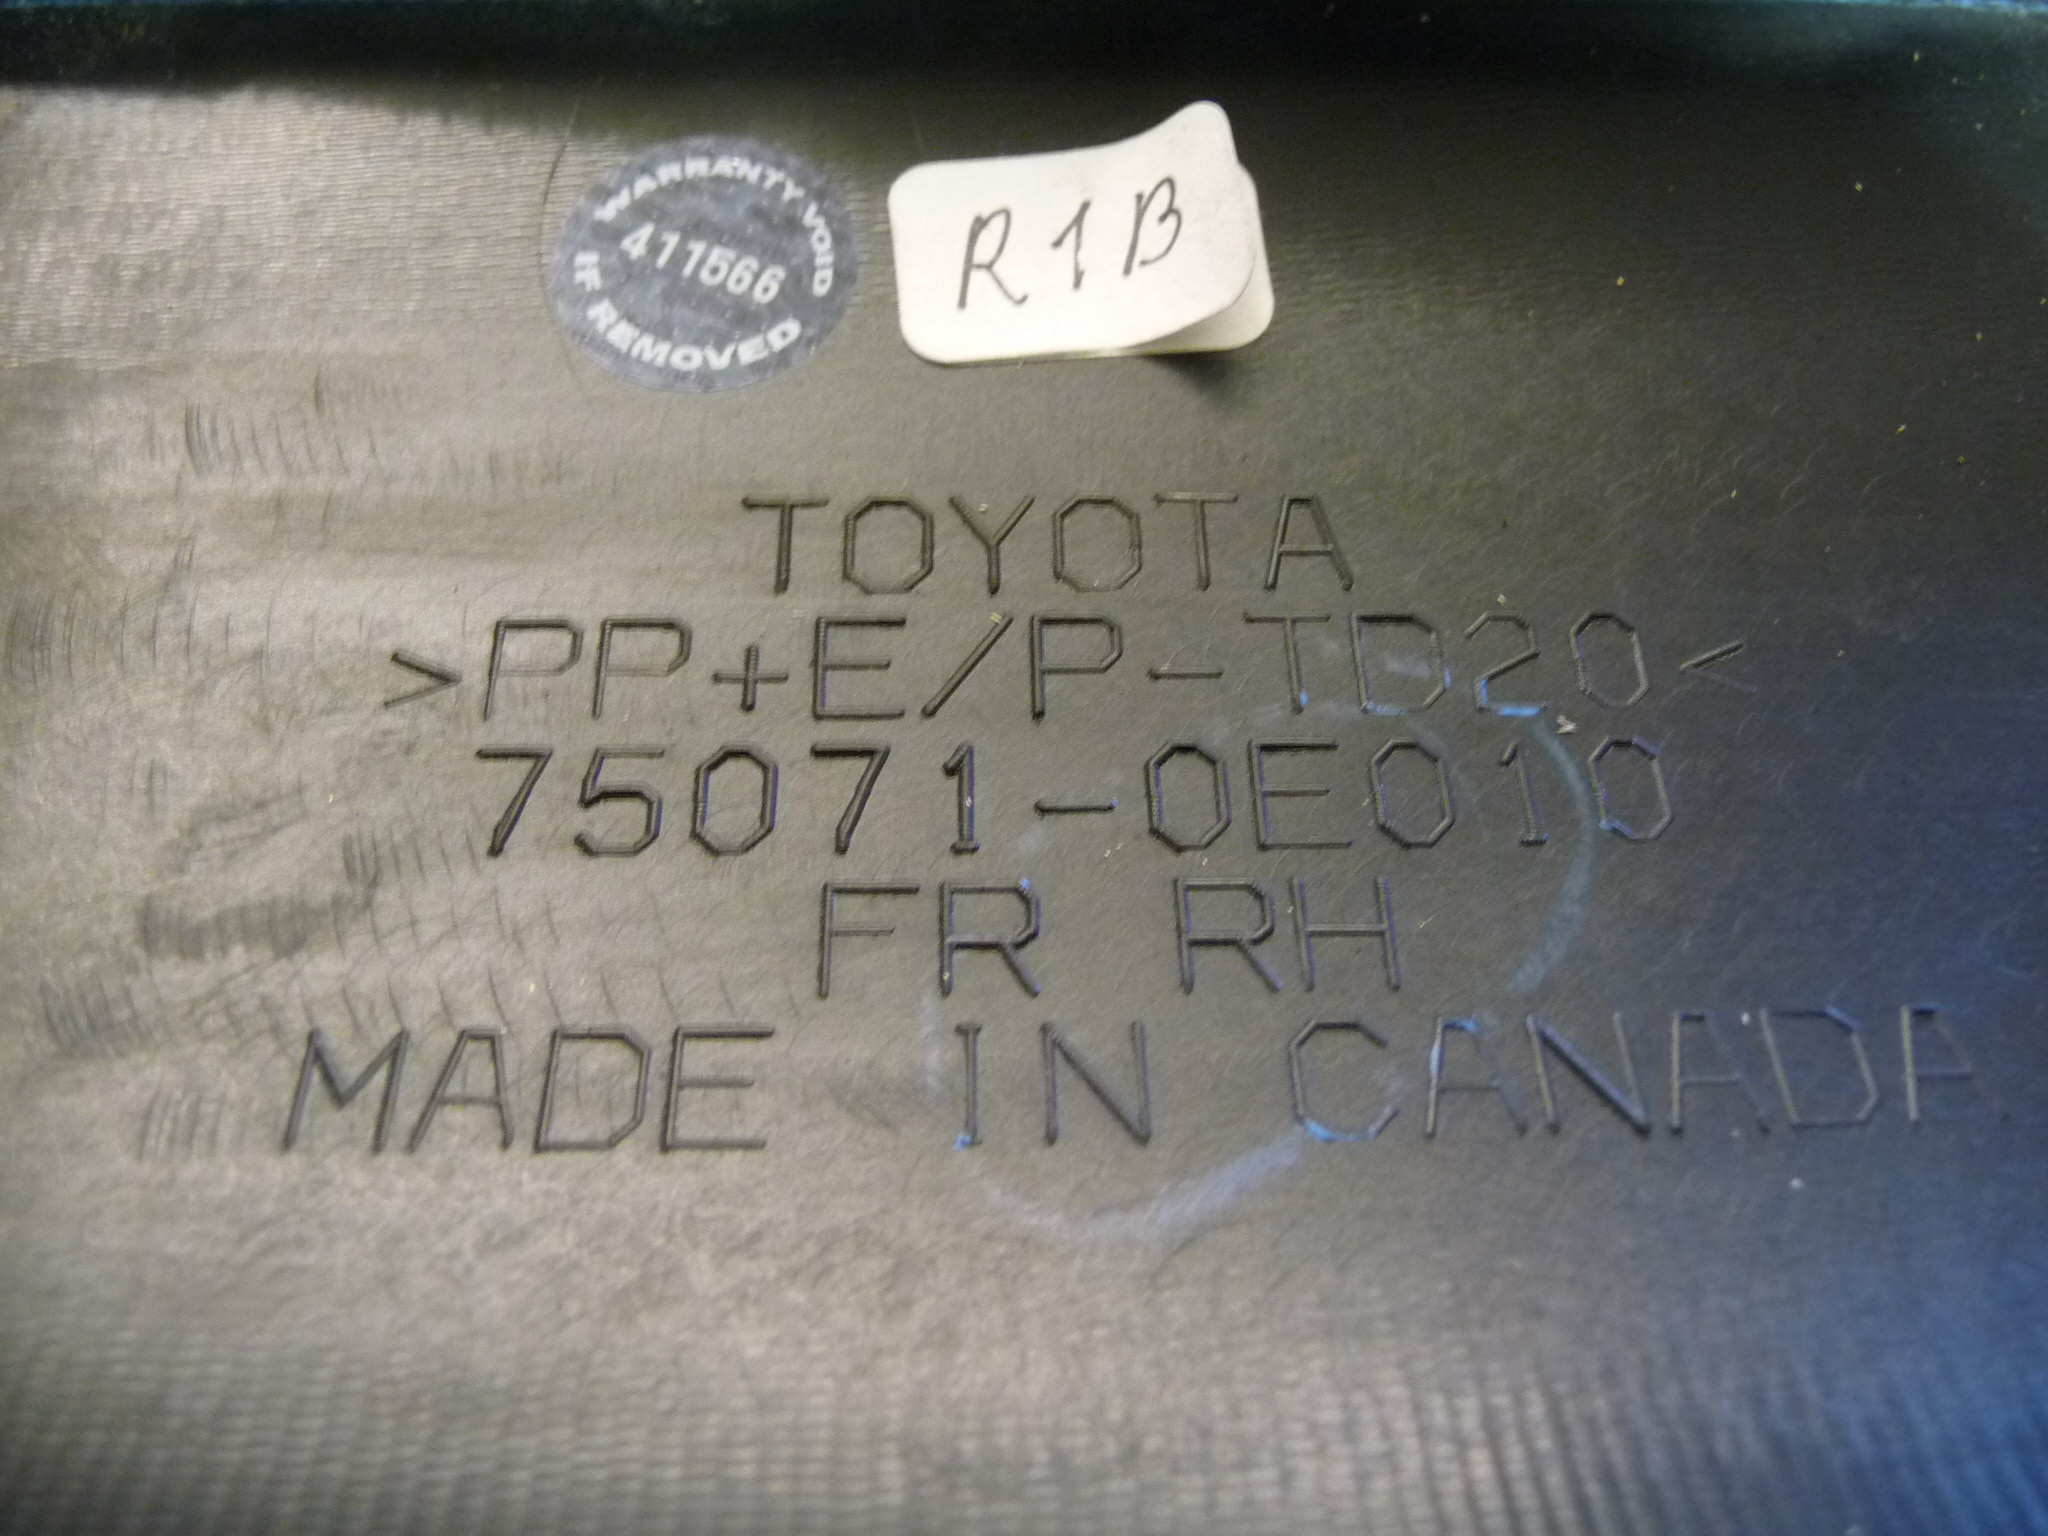 WARRANTY VOID
411566
IF REMOVED
R1B
TOYOTA
>PP+E/P-TD20<
75071-0E010
FR RH
MADE IN CANADA